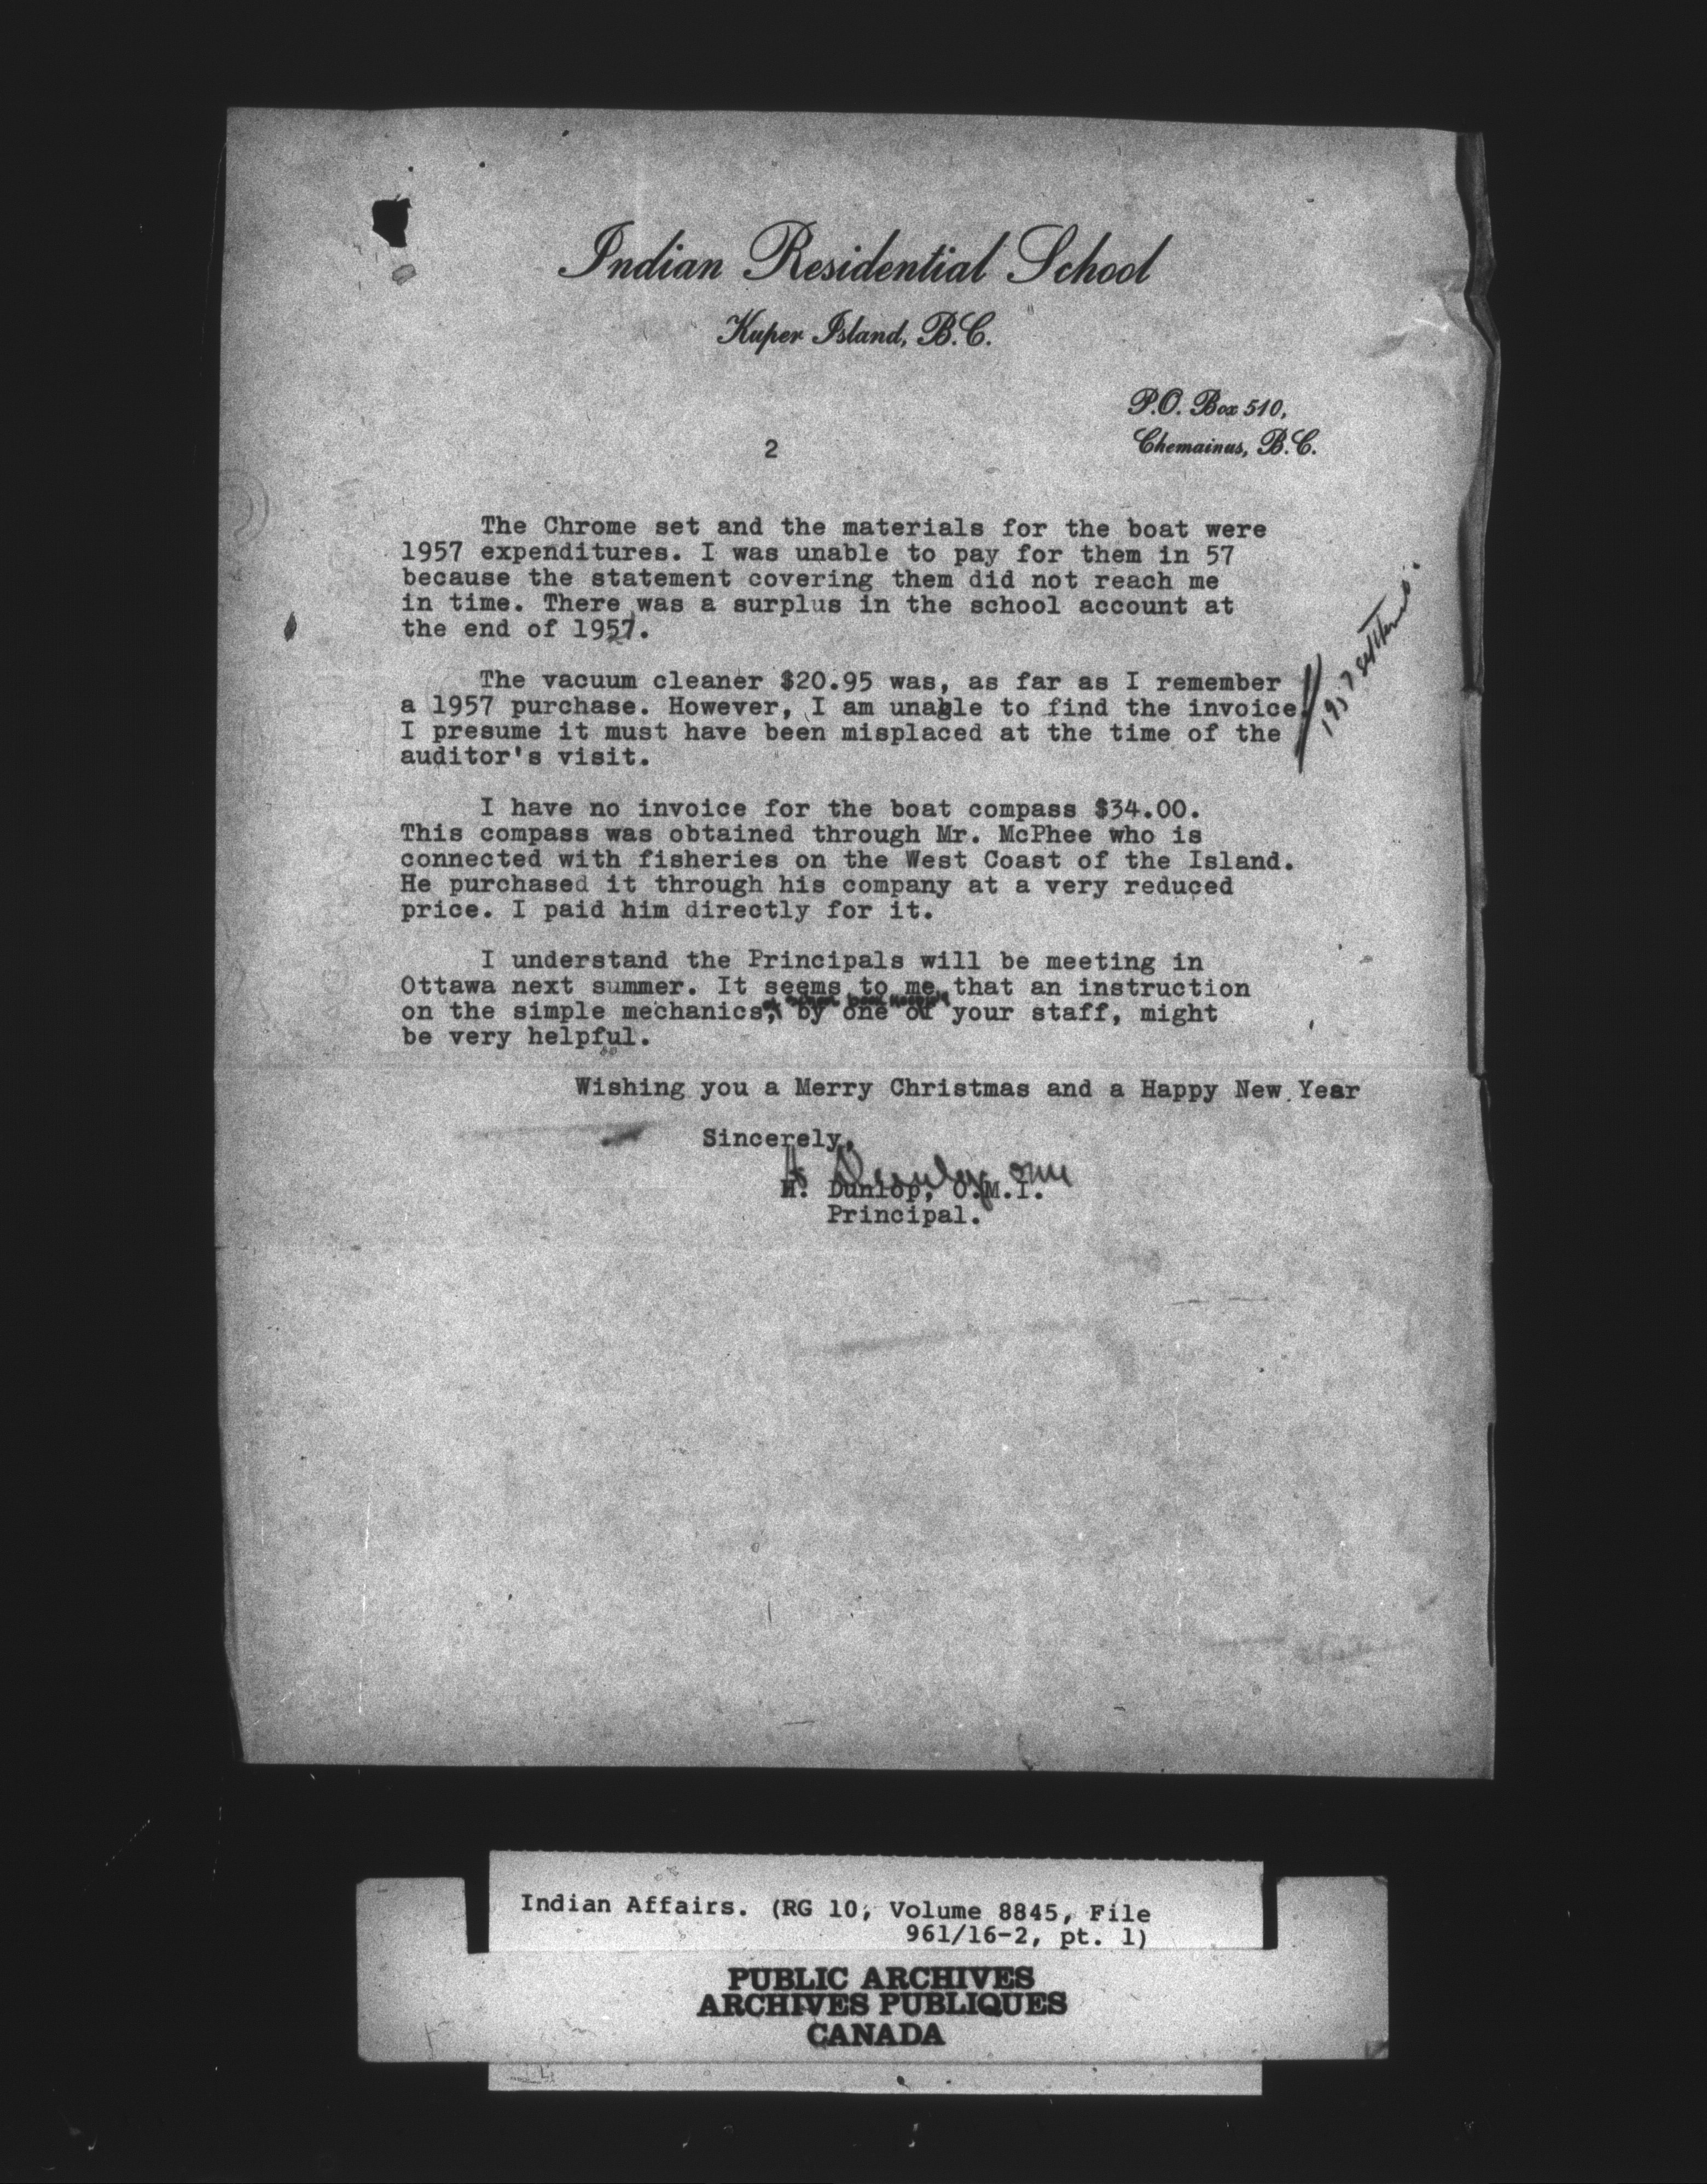 Indian Residential School
Kuper Island, B.C.
P.O. Box 510,
Chemainus, B.C.
2
The Chrome set and the materials for the boat were
1957 expenditures. I was unable to pay for them in 57
because the statement covering them did not reach me
in time. There was a surplus in the school account at
the end of 1957.
The vacuum cleaner $20.95 was, as far as I remember
a 1957 purchase. However, I am unable to find the invoice.
I presume it must have been misplaced at the time of the
auditor's visit.
1957 settlement.
I have no invoice for the boat compass $34.00.
This compass was obtained through Mr. McPhee who is
connected with fisheries on the West Coast of the Island.
He purchased it through his company at a very reduced
price. I paid him directly for it.
I understand the Principals will be meeting in
Ottawa next summer. It seems to me that an instruction
of school book keeping
on the simple mechanics, by one of your staff, might
be very helpful.
Wishing you a Merry Christmas and a Happy New Year
Sincerely,
H Dunlop omi
H. Dunlop, O.M.I.
Principal.
Indian Affairs. (RG 10, Volume 8845, File
961/16-2, pt. 1)
PUBLIC ARCHIVES
ARCHIVES PUBLIQUES
CANADA